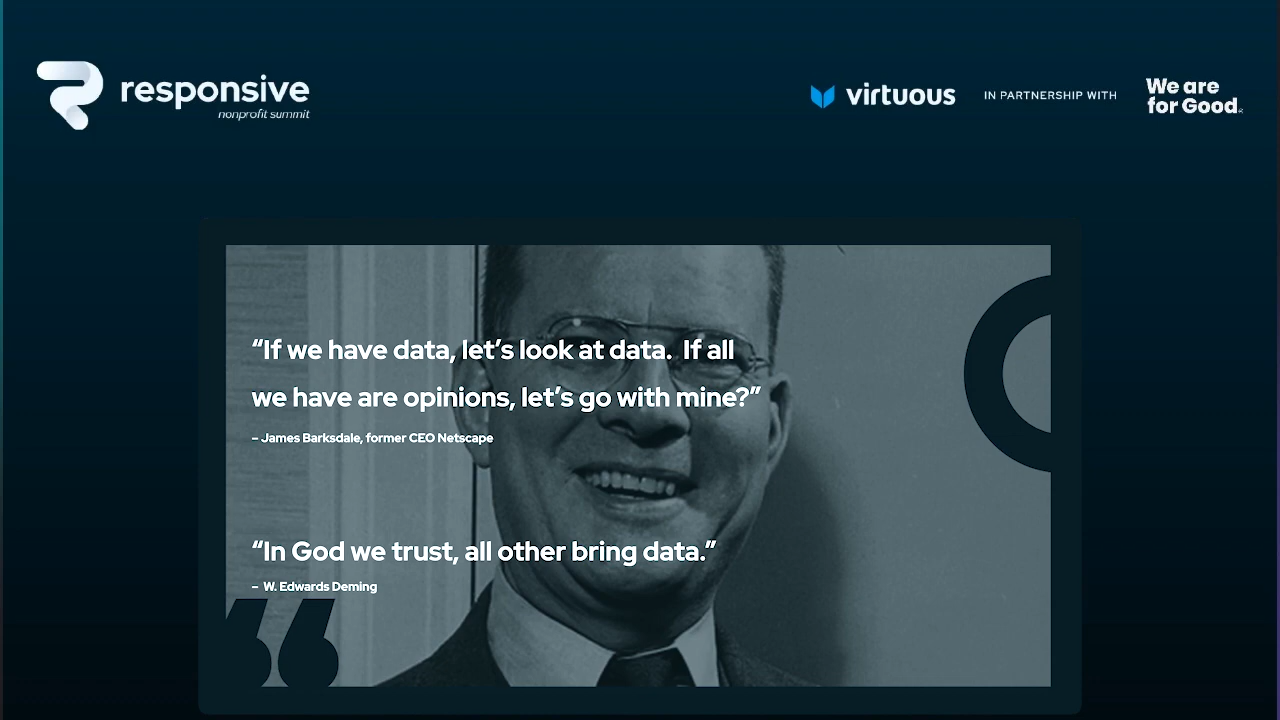 responsive
nonprofit summit
virtuous
IN PARTNERSHIP WITH
We are
for Good.
“If we have data, let’s look at data.  If all
we have are opinions, let’s go with mine?”
– James Barksdale, former CEO Netscape
“In God we trust, all other bring data.”
–  W. Edwards Deming